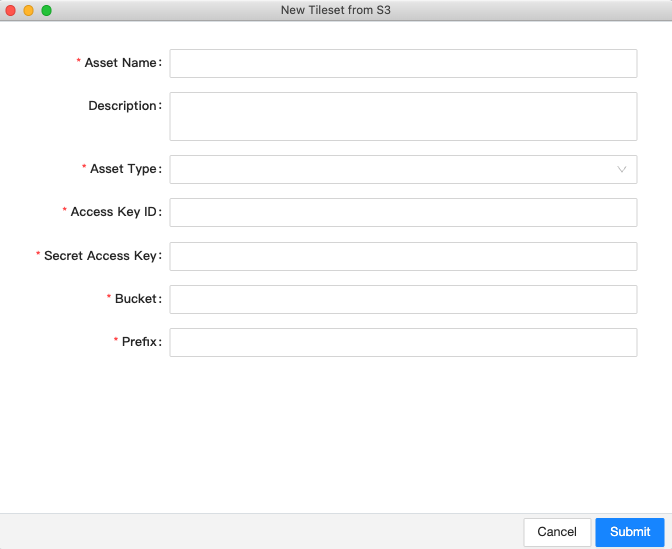 New Tileset from S3
* Asset Name:
Description:
* Asset Type:
* Access Key ID:
* Secret Access Key:
* Bucket:
* Prefix:
Cancel Submit